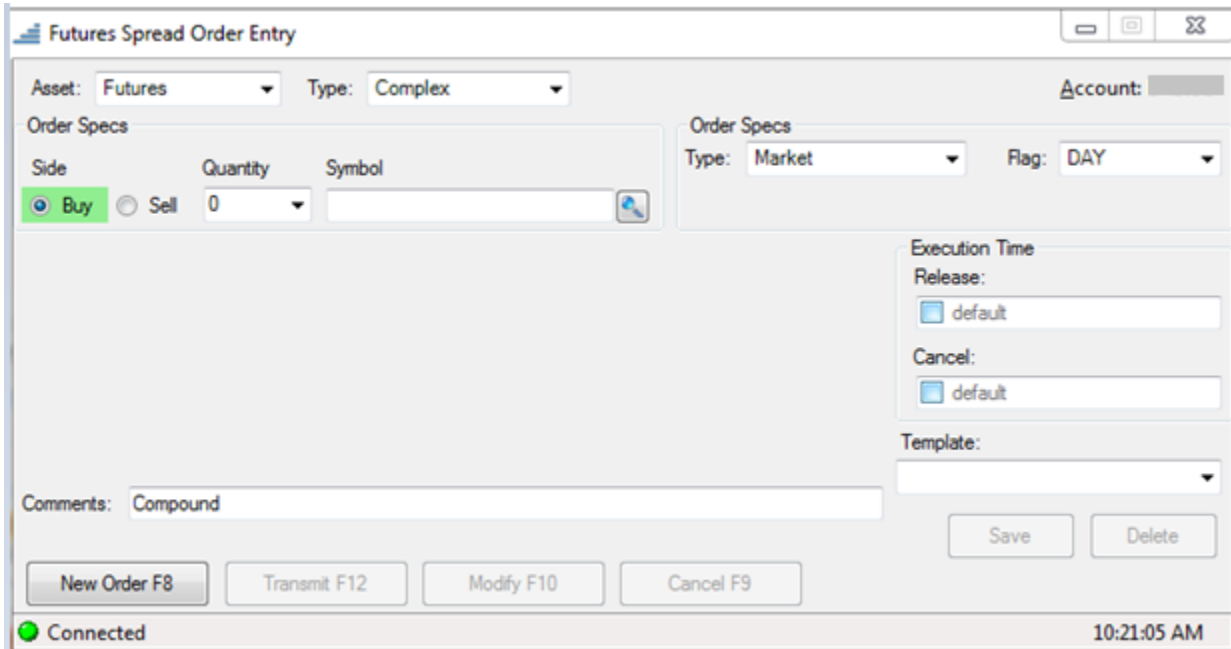 Futures Spread Order Entry
Asset: Futures Type: Complex Account:
Order Specs Order Specs
Side Quantity Symbol Type: Market Flag: DAY
Buy Sell 0
Execution Time
Release:
default
Cancel:
default
Template:
Comments: Compound
Save Delete
New Order F8 Transmit F12 Modify F10 Cancel F9
Connected 10:21:05 AM